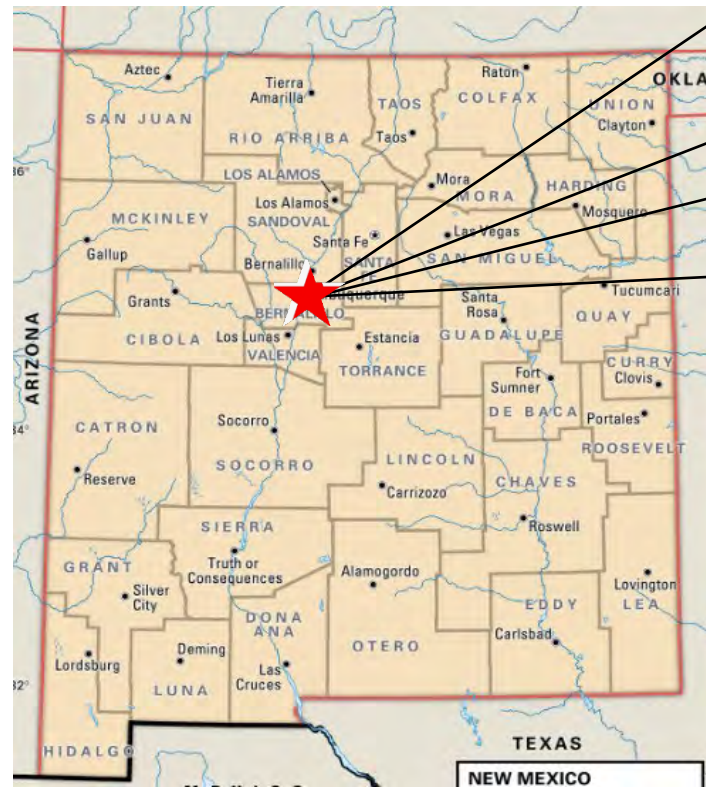 Aztec
Raton
OKLA
Tierra
Amarilla
TAOS
COLFAX
UNION
SAN JUAN
Clayton
RIO ARRIBA
Taos
36°
LOS ALAMOS
Mora
HARDING
Los Alamos
MORA
MCKINLEY
SANDOVAL
Mosquero
Santa Fe
Las Vegas
Gallup
SANTA
FE
SAN MIGUEL
Bernalillo
Grants
Tucumcari
Santa
Rosa
QUAY
CIBOLA
Los Lunas
Estancia
GUADALUPE
VALENCIA
TORRANCE
CURRY
Clovis
ARIZONA
Fort
Sumner
DE BACA
Portales
CATRON
Socorro
ROOSEVELT
LINCOLN
SOCORRO
CHAVES
Reserve
Carrizozo
SIERRA
Roswell
GRANT
Truth or
Consequences
Alamogordo
Silver
City
Lovington
DONA
ANA
EDDY
LEA
Carlsbad
OTERO
Deming
Lordsburg
Las
Cruces
LUNA
32°
HIDALGO
TEXAS
NEW MEXICO